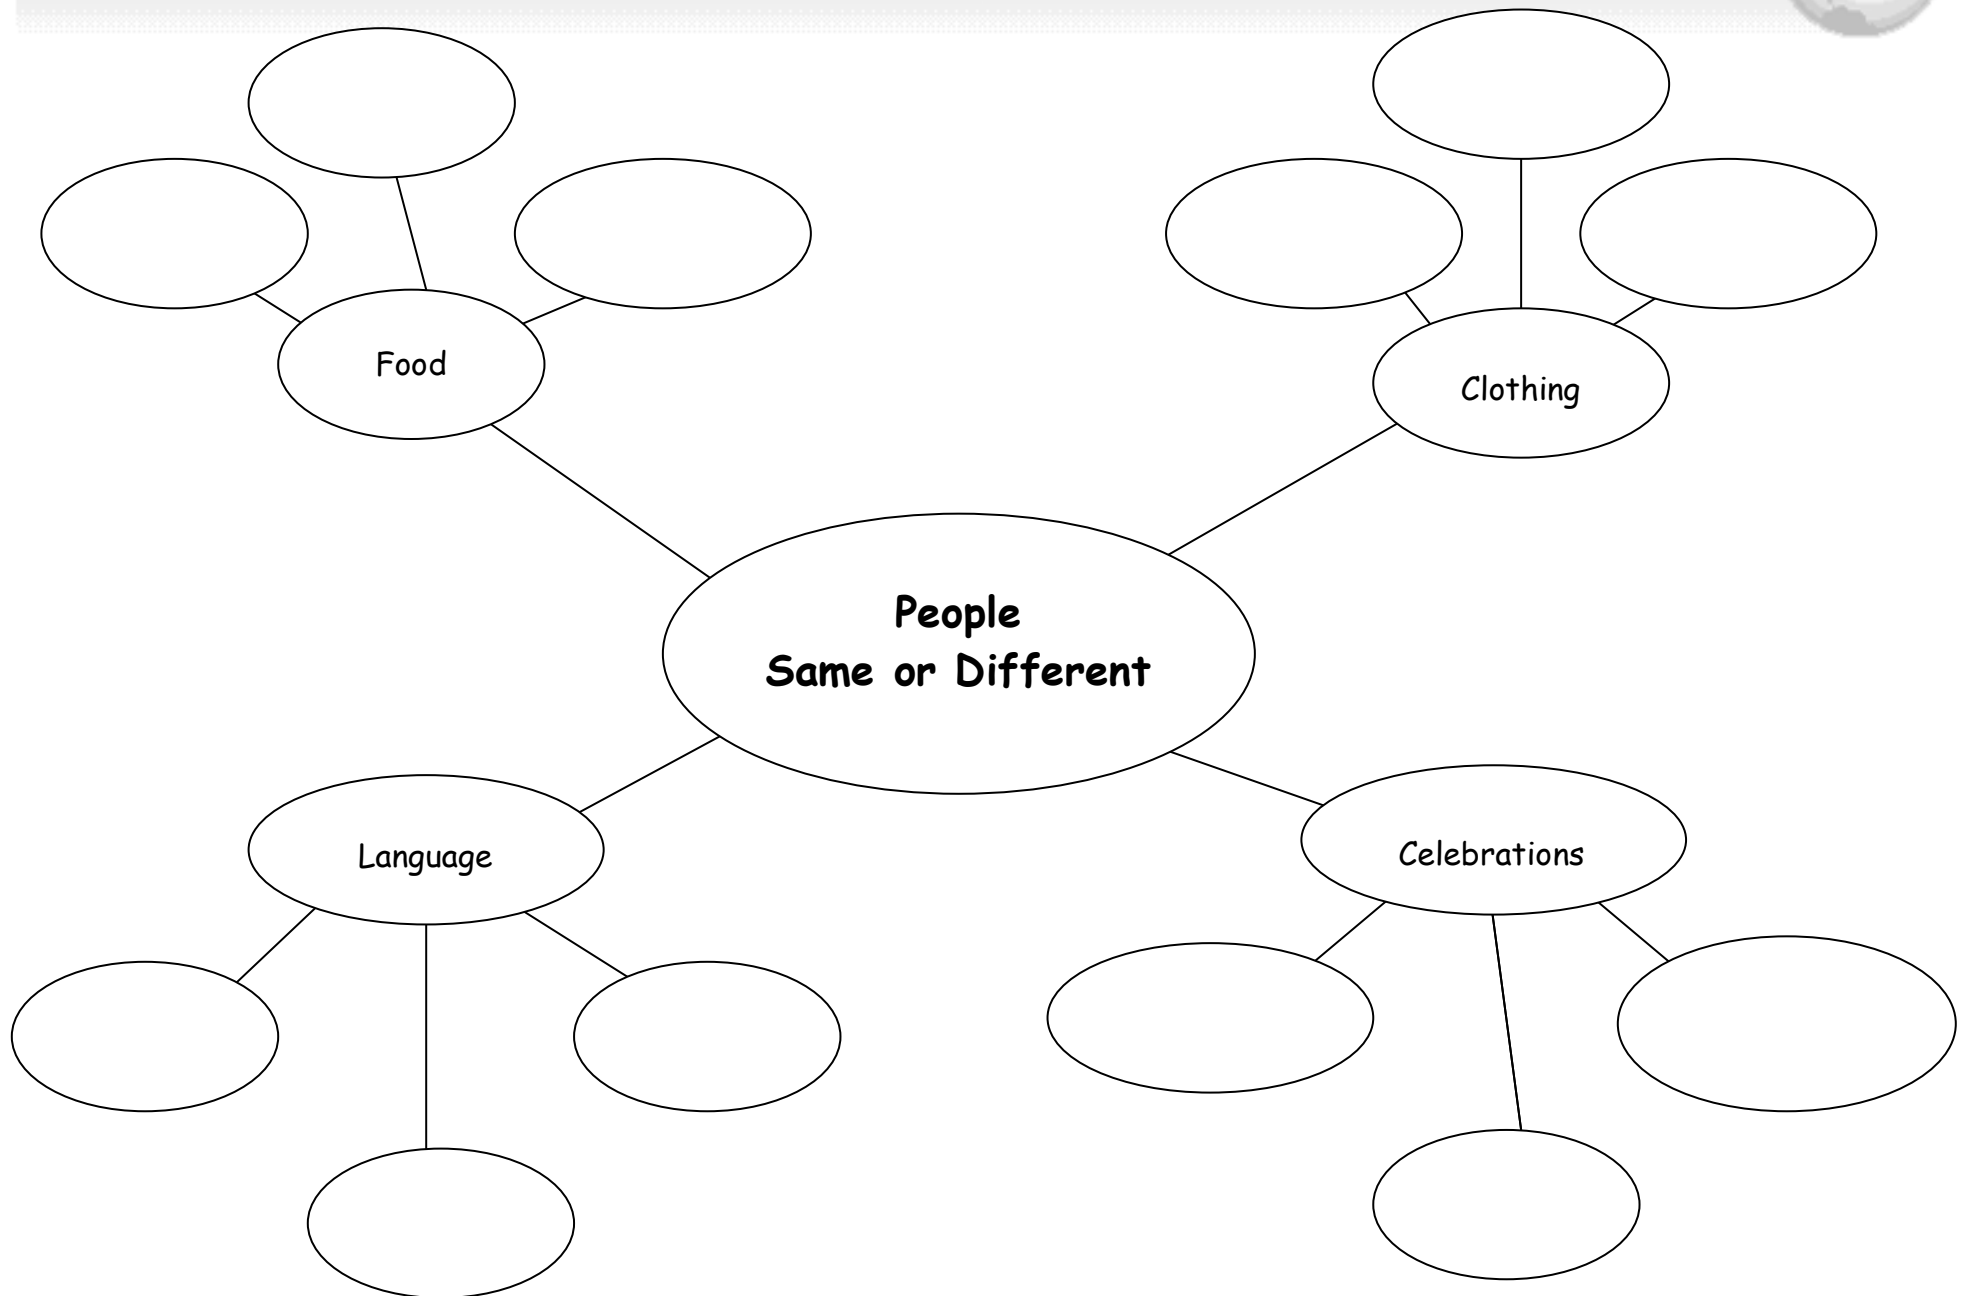 Food
Clothing
People
Same or Different
Language
Celebrations